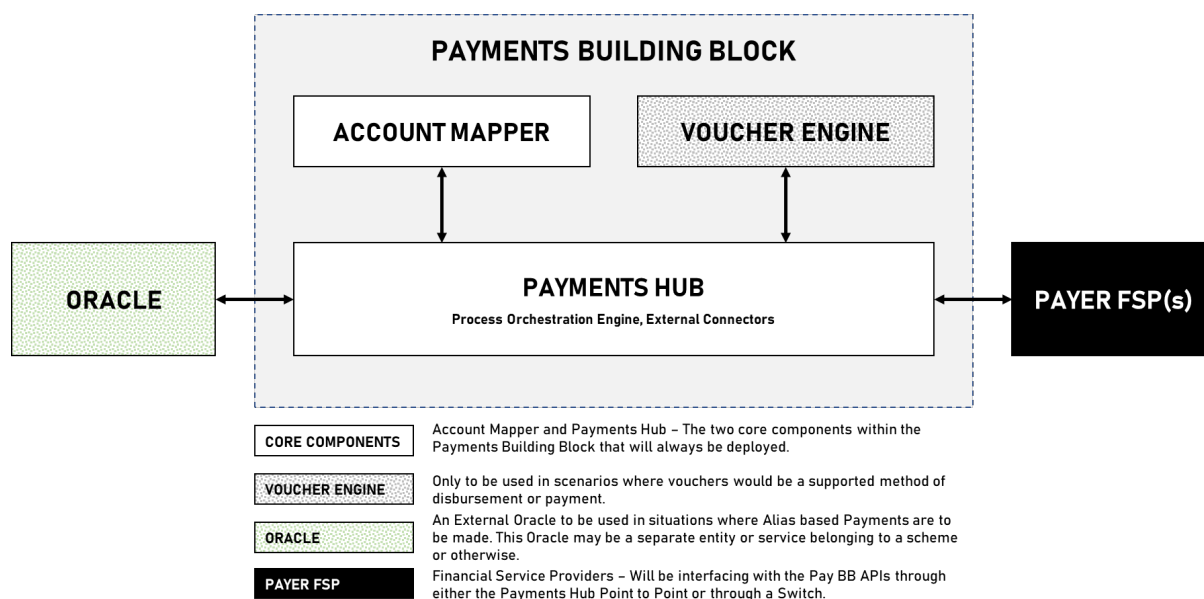 PAYMENTS BUILDING BLOCK
ACCOUNT MAPPER
VOUCHER ENGINE
ORACLE
PAYMENTS HUB
Process Orchestration Engine, External Connectors
PAYER FSP(s)
CORE COMPONENTS
Account Mapper and Payments Hub – The two core components within the
Payments Building Block that will always be deployed.
VOUCHER ENGINE
Only to be used in scenarios where vouchers would be a supported method of
disbursement or payment.
ORACLE
An External Oracle to be used in situations where Alias based Payments are to
be made. This Oracle may be a separate entity or service belonging to a scheme
or otherwise.
PAYER FSP
Financial Service Providers – Will be interfacing with the Pay BB APIs through
either the Payments Hub Point to Point or through a Switch.